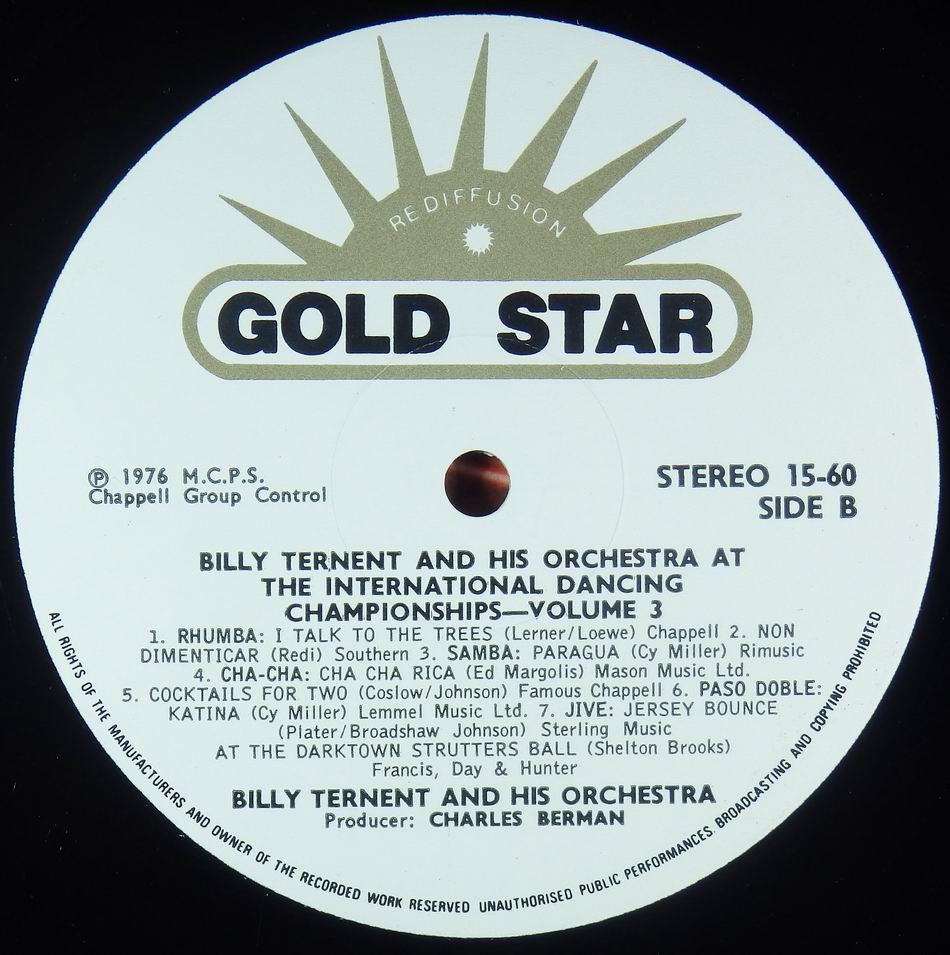 REDIFFUSION
GOLD STAR
℗ 1976 M.C.P.S.
Chappell Group Control
STEREO 15-60
SIDE B
BILLY TERNENT AND HIS ORCHESTRA AT
THE INTERNATIONAL DANCING
CHAMPIONSHIPS—VOLUME 3
1. RHUMBA: I TALK TO THE TREES (Lerner/Loewe) Chappell 2. NON
DIMENTICAR (Redi) Southern 3. SAMBA: PARAGUA (Cy Miller) Rimusic
4. CHA-CHA: CHA CHA RICA (Ed Margolis) Mason Music Ltd.
5. COCKTAILS FOR TWO (Coslow/Johnson) Famous Chappell 6. PASO DOBLE:
KATINA (Cy Miller) Lemmel Music Ltd. 7. JIVE: JERSEY BOUNCE
(Plater/Broadshaw Johnson) Sterling Music
AT THE DARKTOWN STRUTTERS BALL (Shelton Brooks)
Francis, Day & Hunter
BILLY TERNENT AND HIS ORCHESTRA
Producer: CHARLES BERMAN
ALL RIGHTS OF THE MANUFACTURERS AND OWNER OF THE RECORDED WORK RESERVED UNAUTHORISED PUBLIC PERFORMANCES. BROADCASTING AND COPYING PROHIBITED